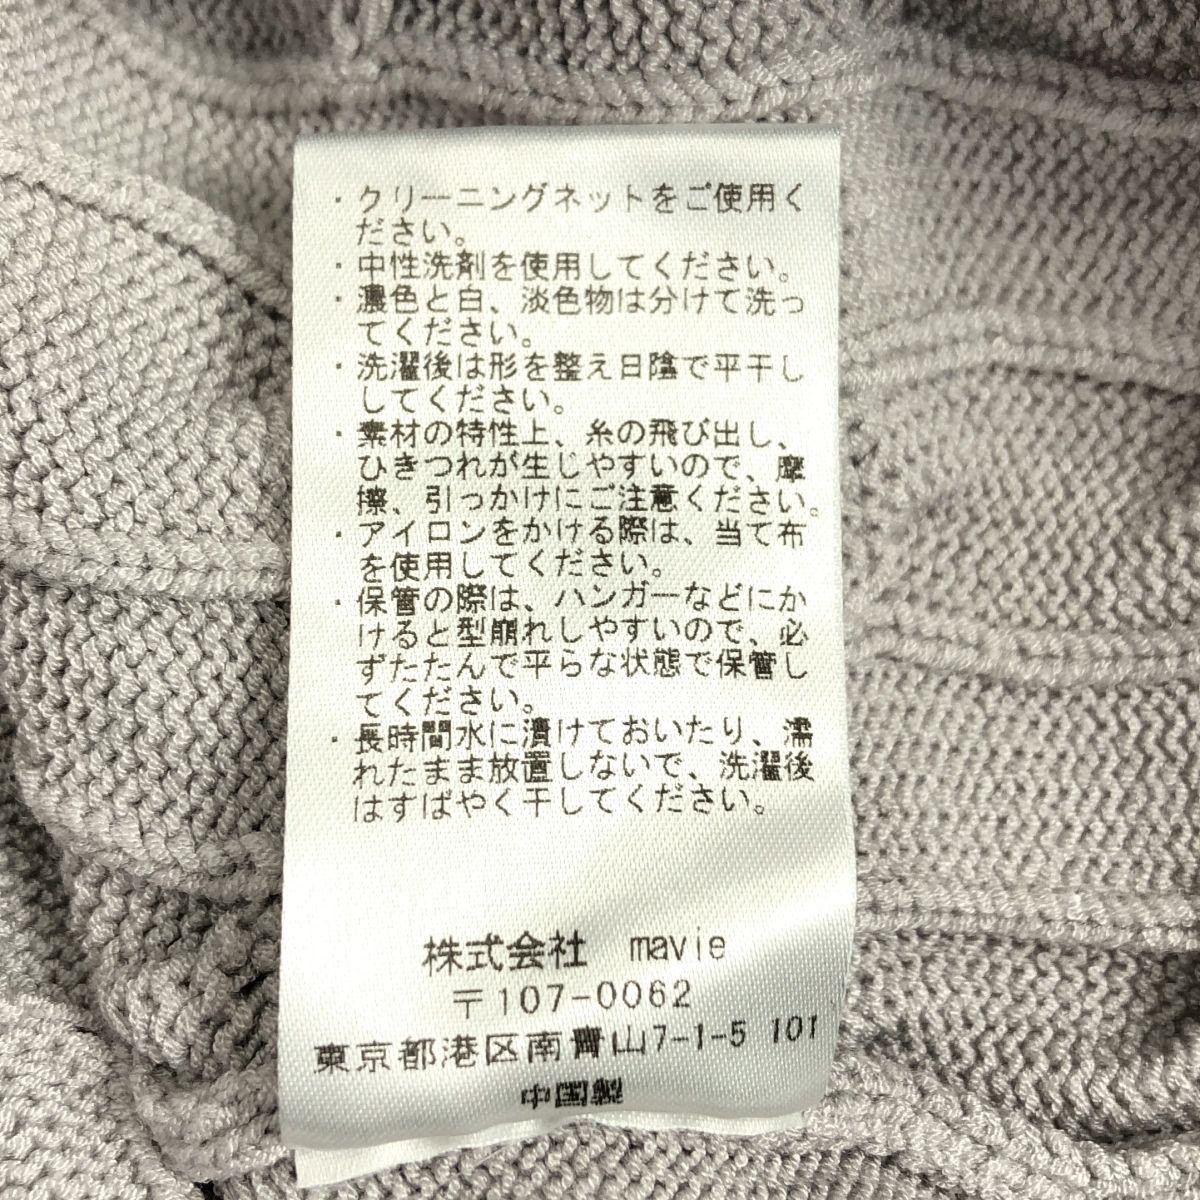 ・クリーニングネットをご使用く
ださい。
・中性洗剤を使用してください。
・濃色と白、淡色物は分けて洗っ
てください。
・洗濯後は形を整え日陰で平干し
してください。
・素材の特性上、糸の飛び出し、
ひきつれが生じやすいので、摩
擦、引っかけにご注意ください。
・アイロンをかける際は、当て布
を使用してください。
・保管の際は、ハンガーなどにか
けると型崩れしやすいので、必
ずたたんで平らな状態で保管し
てください。
・長時間水に漬けておいたり、濡
れたまま放置しないで、洗濯後
はすばやく干してください。
株式会社 mavie
〒107-0062
東京都港区南青山7-1-5 101
中国製